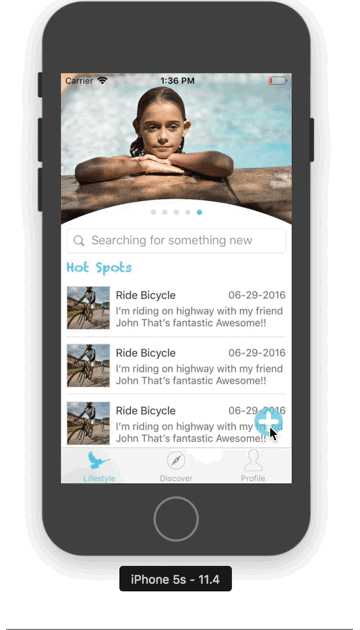 Carrier 1:36 PM
Searching for something new
Hot Spots
Ride Bicycle 06-29-2016
I'm riding on highway with my friend
John That's fantastic Awesome!!
Ride Bicycle 06-29-2016
I'm riding on highway with my friend
John That's fantastic Awesome!!
Ride Bicycle 06-29-2016
I'm riding on highway with my friend
John That's fantastic Awesome!!
Lifestyle Discover Profile
iPhone 5s - 11.4